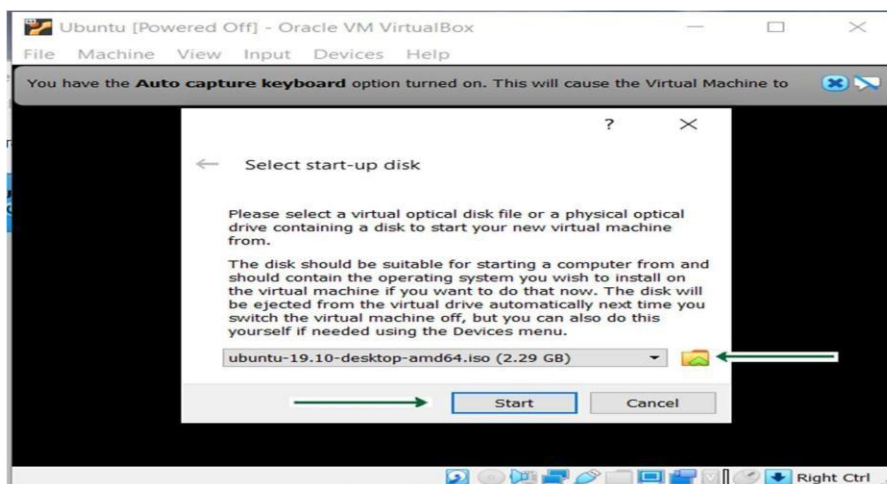 Ubuntu [Powered Off] - Oracle VM VirtualBox
File Machine View Input Devices Help
You have the Auto capture keyboard option turned on. This will cause the Virtual Machine to
?
Select start-up disk
Please select a virtual optical disk file or a physical optical
drive containing a disk to start your new virtual machine
from.
The disk should be suitable for starting a computer from and
should contain the operating system you wish to install on
the virtual machine if you want to do that now. The disk will
be ejected from the virtual drive automatically next time you
switch the virtual machine off, but you can also do this
yourself if needed using the Devices menu.
ubuntu-19.10-desktop-amd64.iso (2.29 GB)
Start Cancel
Right Ctrl